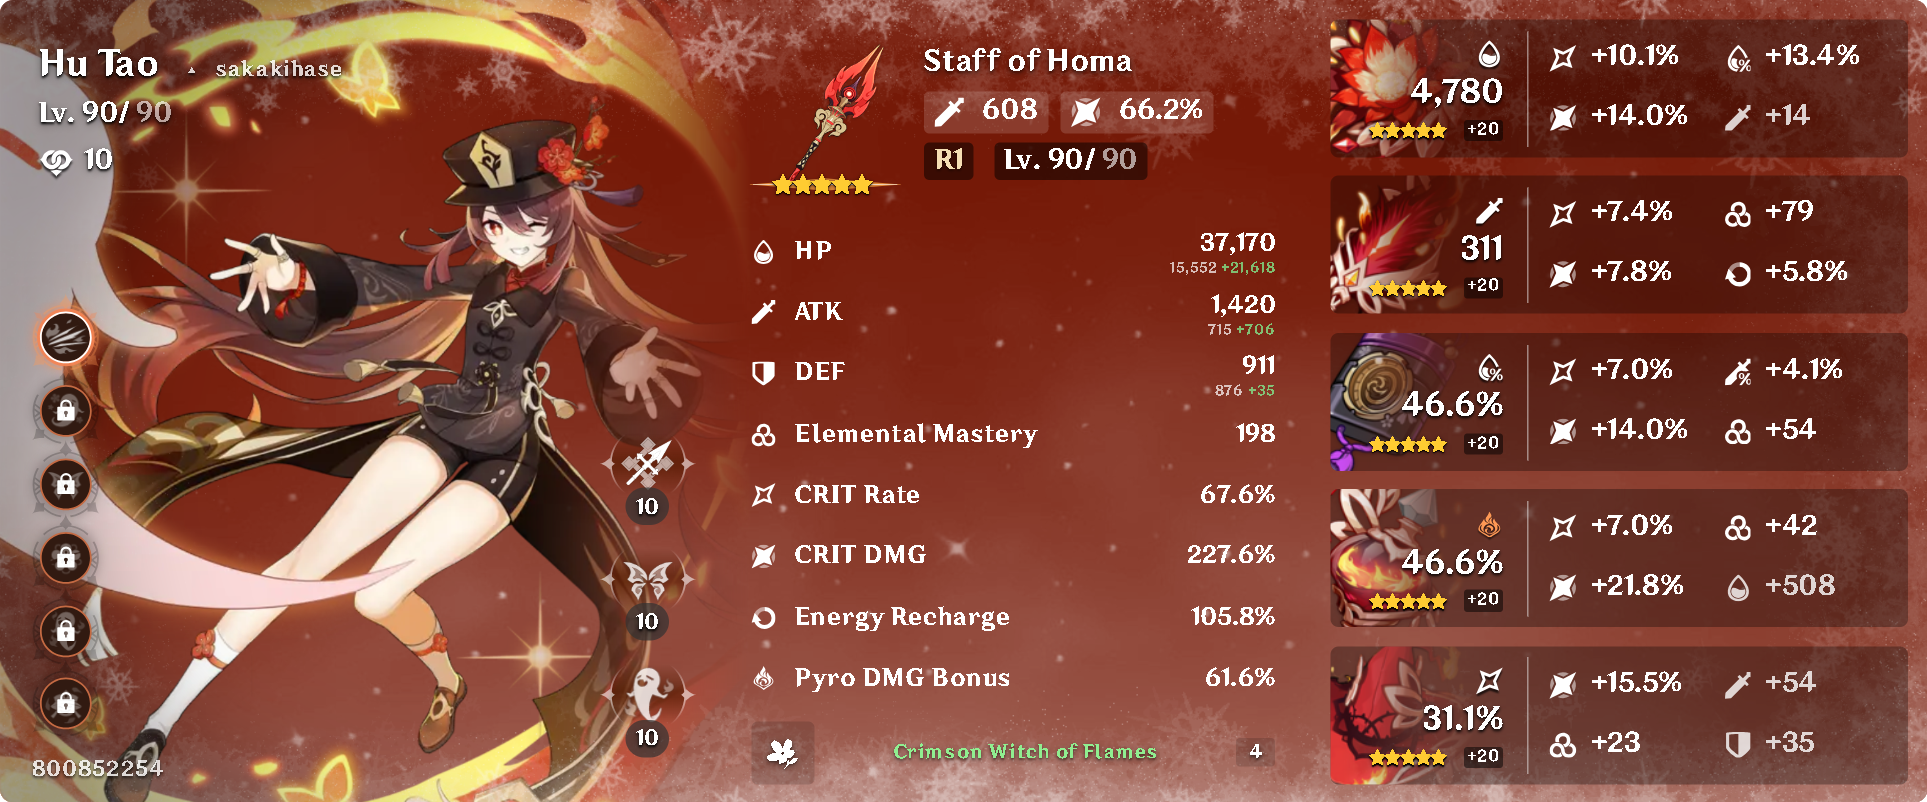 Hu Tao ▲ sakakihase
Lv. 90/ 90
10
10
10
10
800852254
Staff of Homa
608 66.2%
R1 Lv. 90/ 90
HP 37,170
15,552 +21,618
ATK 1,420
715 +706
DEF 911
876 +35
Elemental Mastery 198
CRIT Rate 67.6%
CRIT DMG 227.6%
Energy Recharge 105.8%
Pyro DMG Bonus 61.6%
Crimson Witch of Flames 4
4,780
+20
+10.1% +13.4%
+14.0% +14
311
+20
+7.4% +79
+7.8% +5.8%
46.6%
+20
+7.0% +4.1%
+14.0% +54
46.6%
+20
+7.0% +42
+21.8% +508
31.1%
+20
+15.5% +54
+23 +35